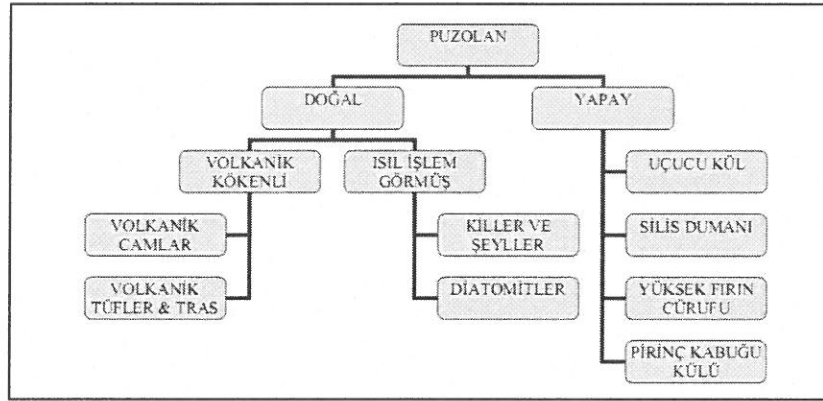 PUZOLAN
DOĞAL
YAPAY
VOLKANİK
KÖKENLİ
ISIL İŞLEM
GÖRMÜŞ
VOLKANİK
CAMLAR
VOLKANİK
TÜFLER & TRAS
KİLLER VE
ŞEYLLER
DİATOMİTLER
UÇUCU KÜL
SİLİS DUMANI
YÜKSEK FIRIN
CÜRUFU
PİRİNÇ KABUĞU
KÜLÜ